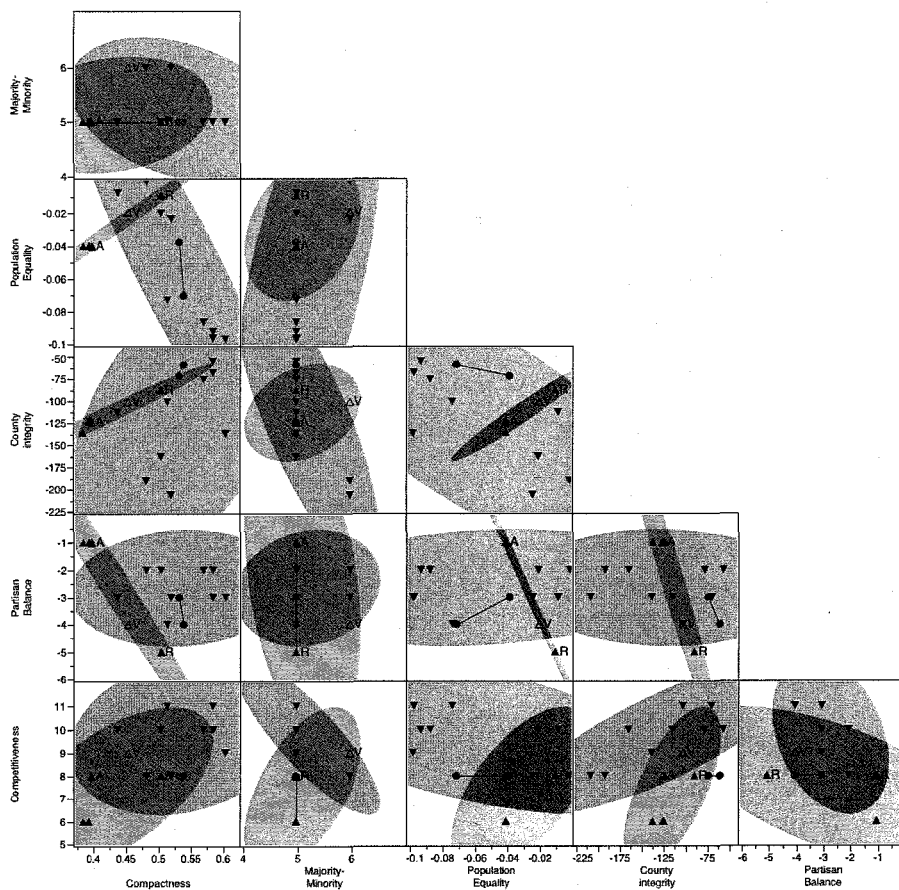 Majority-
Minority
6
5
4
V
Population
Equality
-0.02
-0.04
-0.06
-0.08
-0.1
R
V
A
R
V
A
County
integrity
-50
-75
-100
-125
-150
-175
-200
-225
R
V
Partisan
Balance
-1
-2
-3
-4
-5
-6
A
V
R
V
R
A
V
R
V
R
Competitiveness
11
10
9
8
7
6
5
V
A
V
R
R
R
A
0.4 0.45 0.5 0.55 0.6
4 5 6
-0.1 -0.08 -0.06 -0.04 -0.02
-225 -175 -125 -75
-6 -5 -4 -3 -2 -1
Compactness
Majority-
Minority
Population
Equality
County
integrity
Partisan
Balance